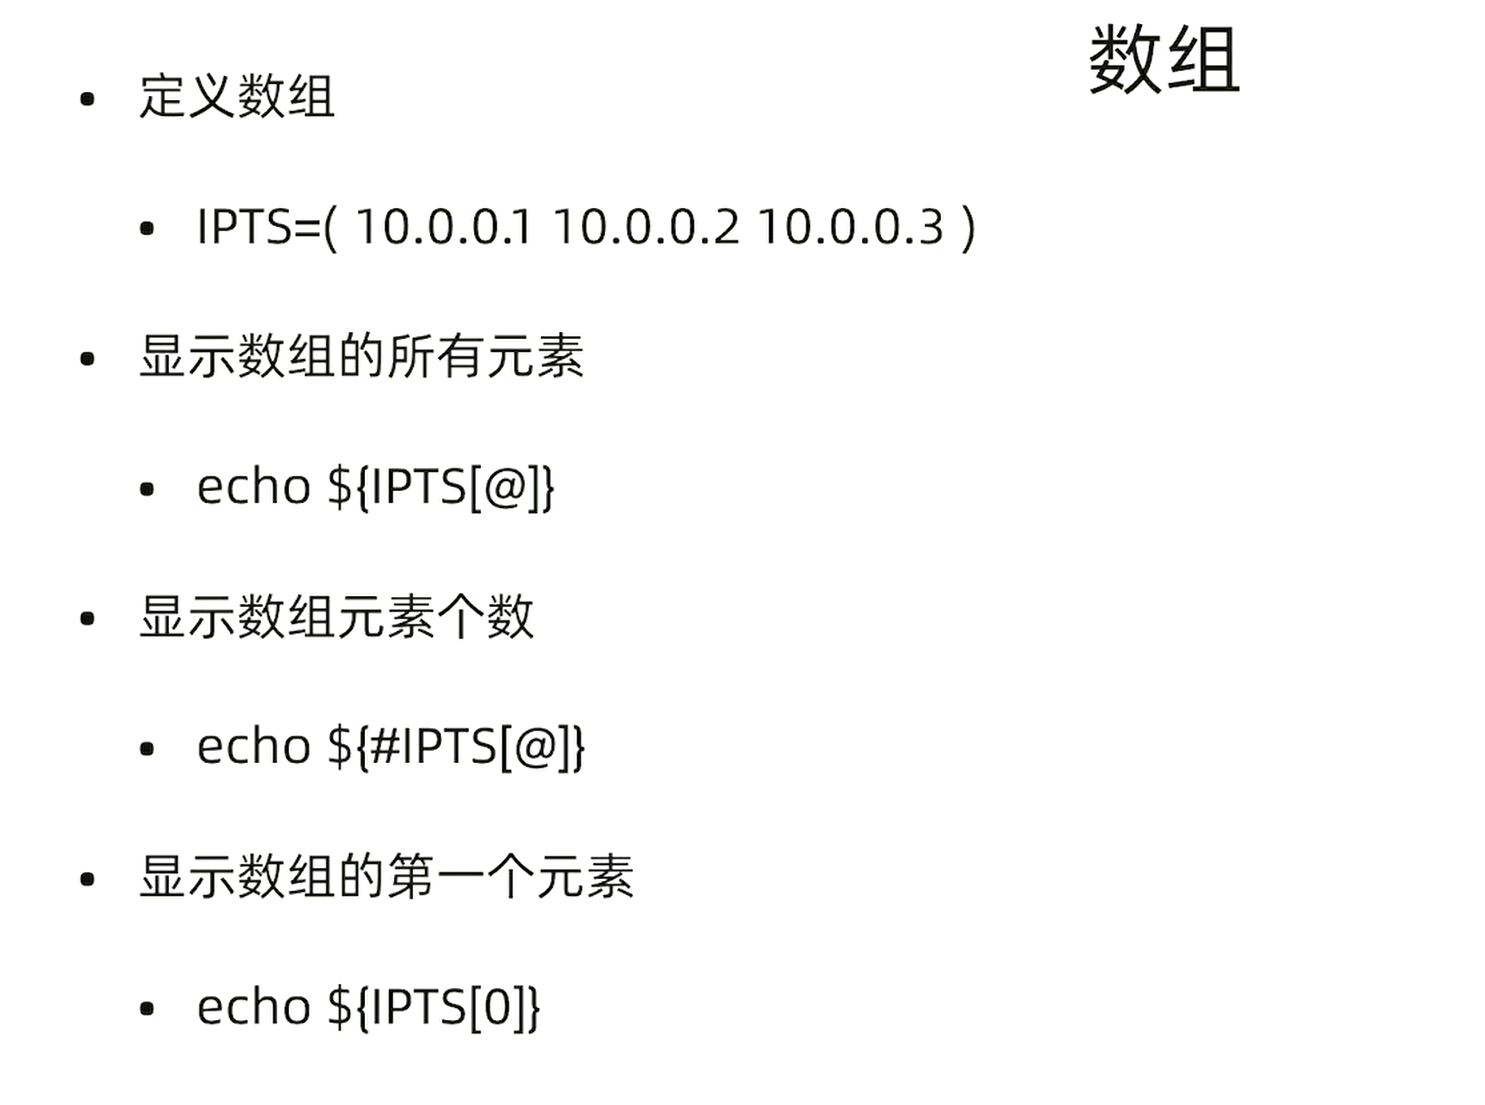 数组
• 定义数组
• IPTS=( 10.0.0.1 10.0.0.2 10.0.0.3 )
• 显示数组的所有元素
• echo ${IPTS[@]}
• 显示数组元素个数
• echo ${#IPTS[@]}
• 显示数组的第一个元素
• echo ${IPTS[0]}